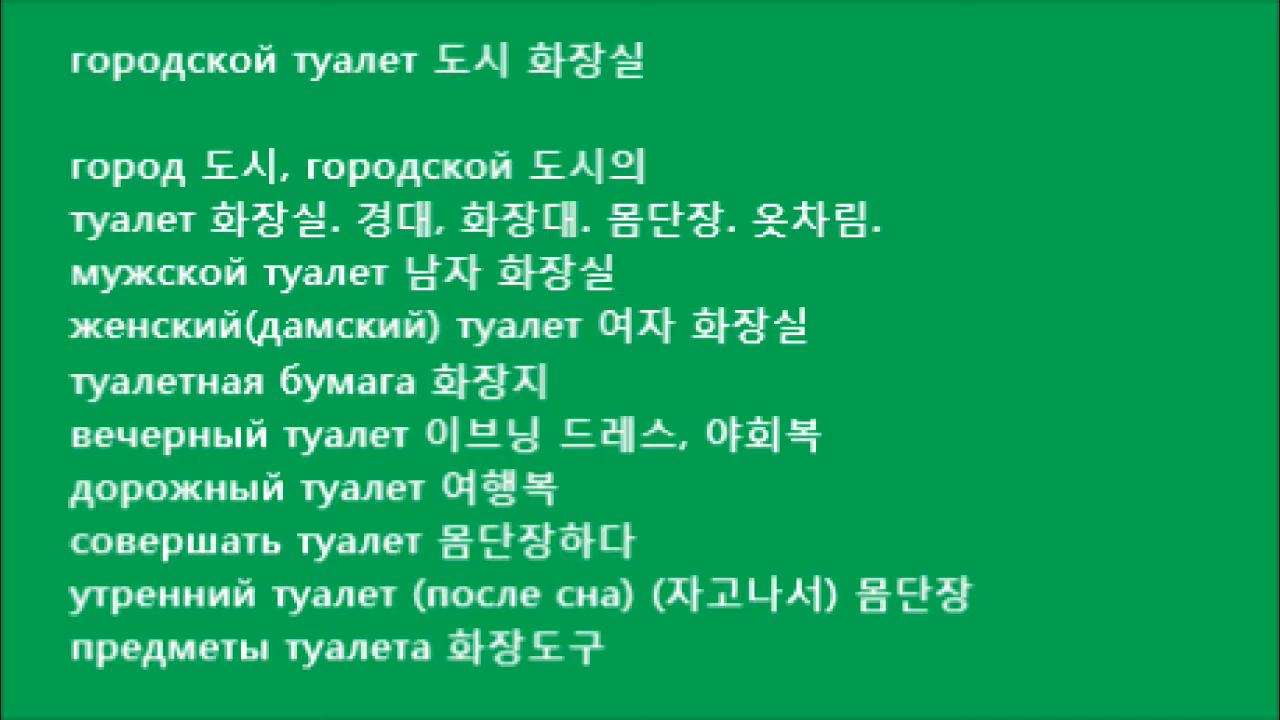 городской туалет 도시 화장실
город 도시, городской 도시의
туалет 화장실. 경대, 화장대. 몸단장. 옷차림.
мужской туалет 남자 화장실
женский(дамский) туалет 여자 화장실
туалетная бумага 화장지
вечерный туалет 이브닝 드레스, 야회복
дорожный туалет 여행복
совершать туалет 몸단장하다
утренний туалет (после сна) (자고나서) 몸단장
предметы туалета 화장도구